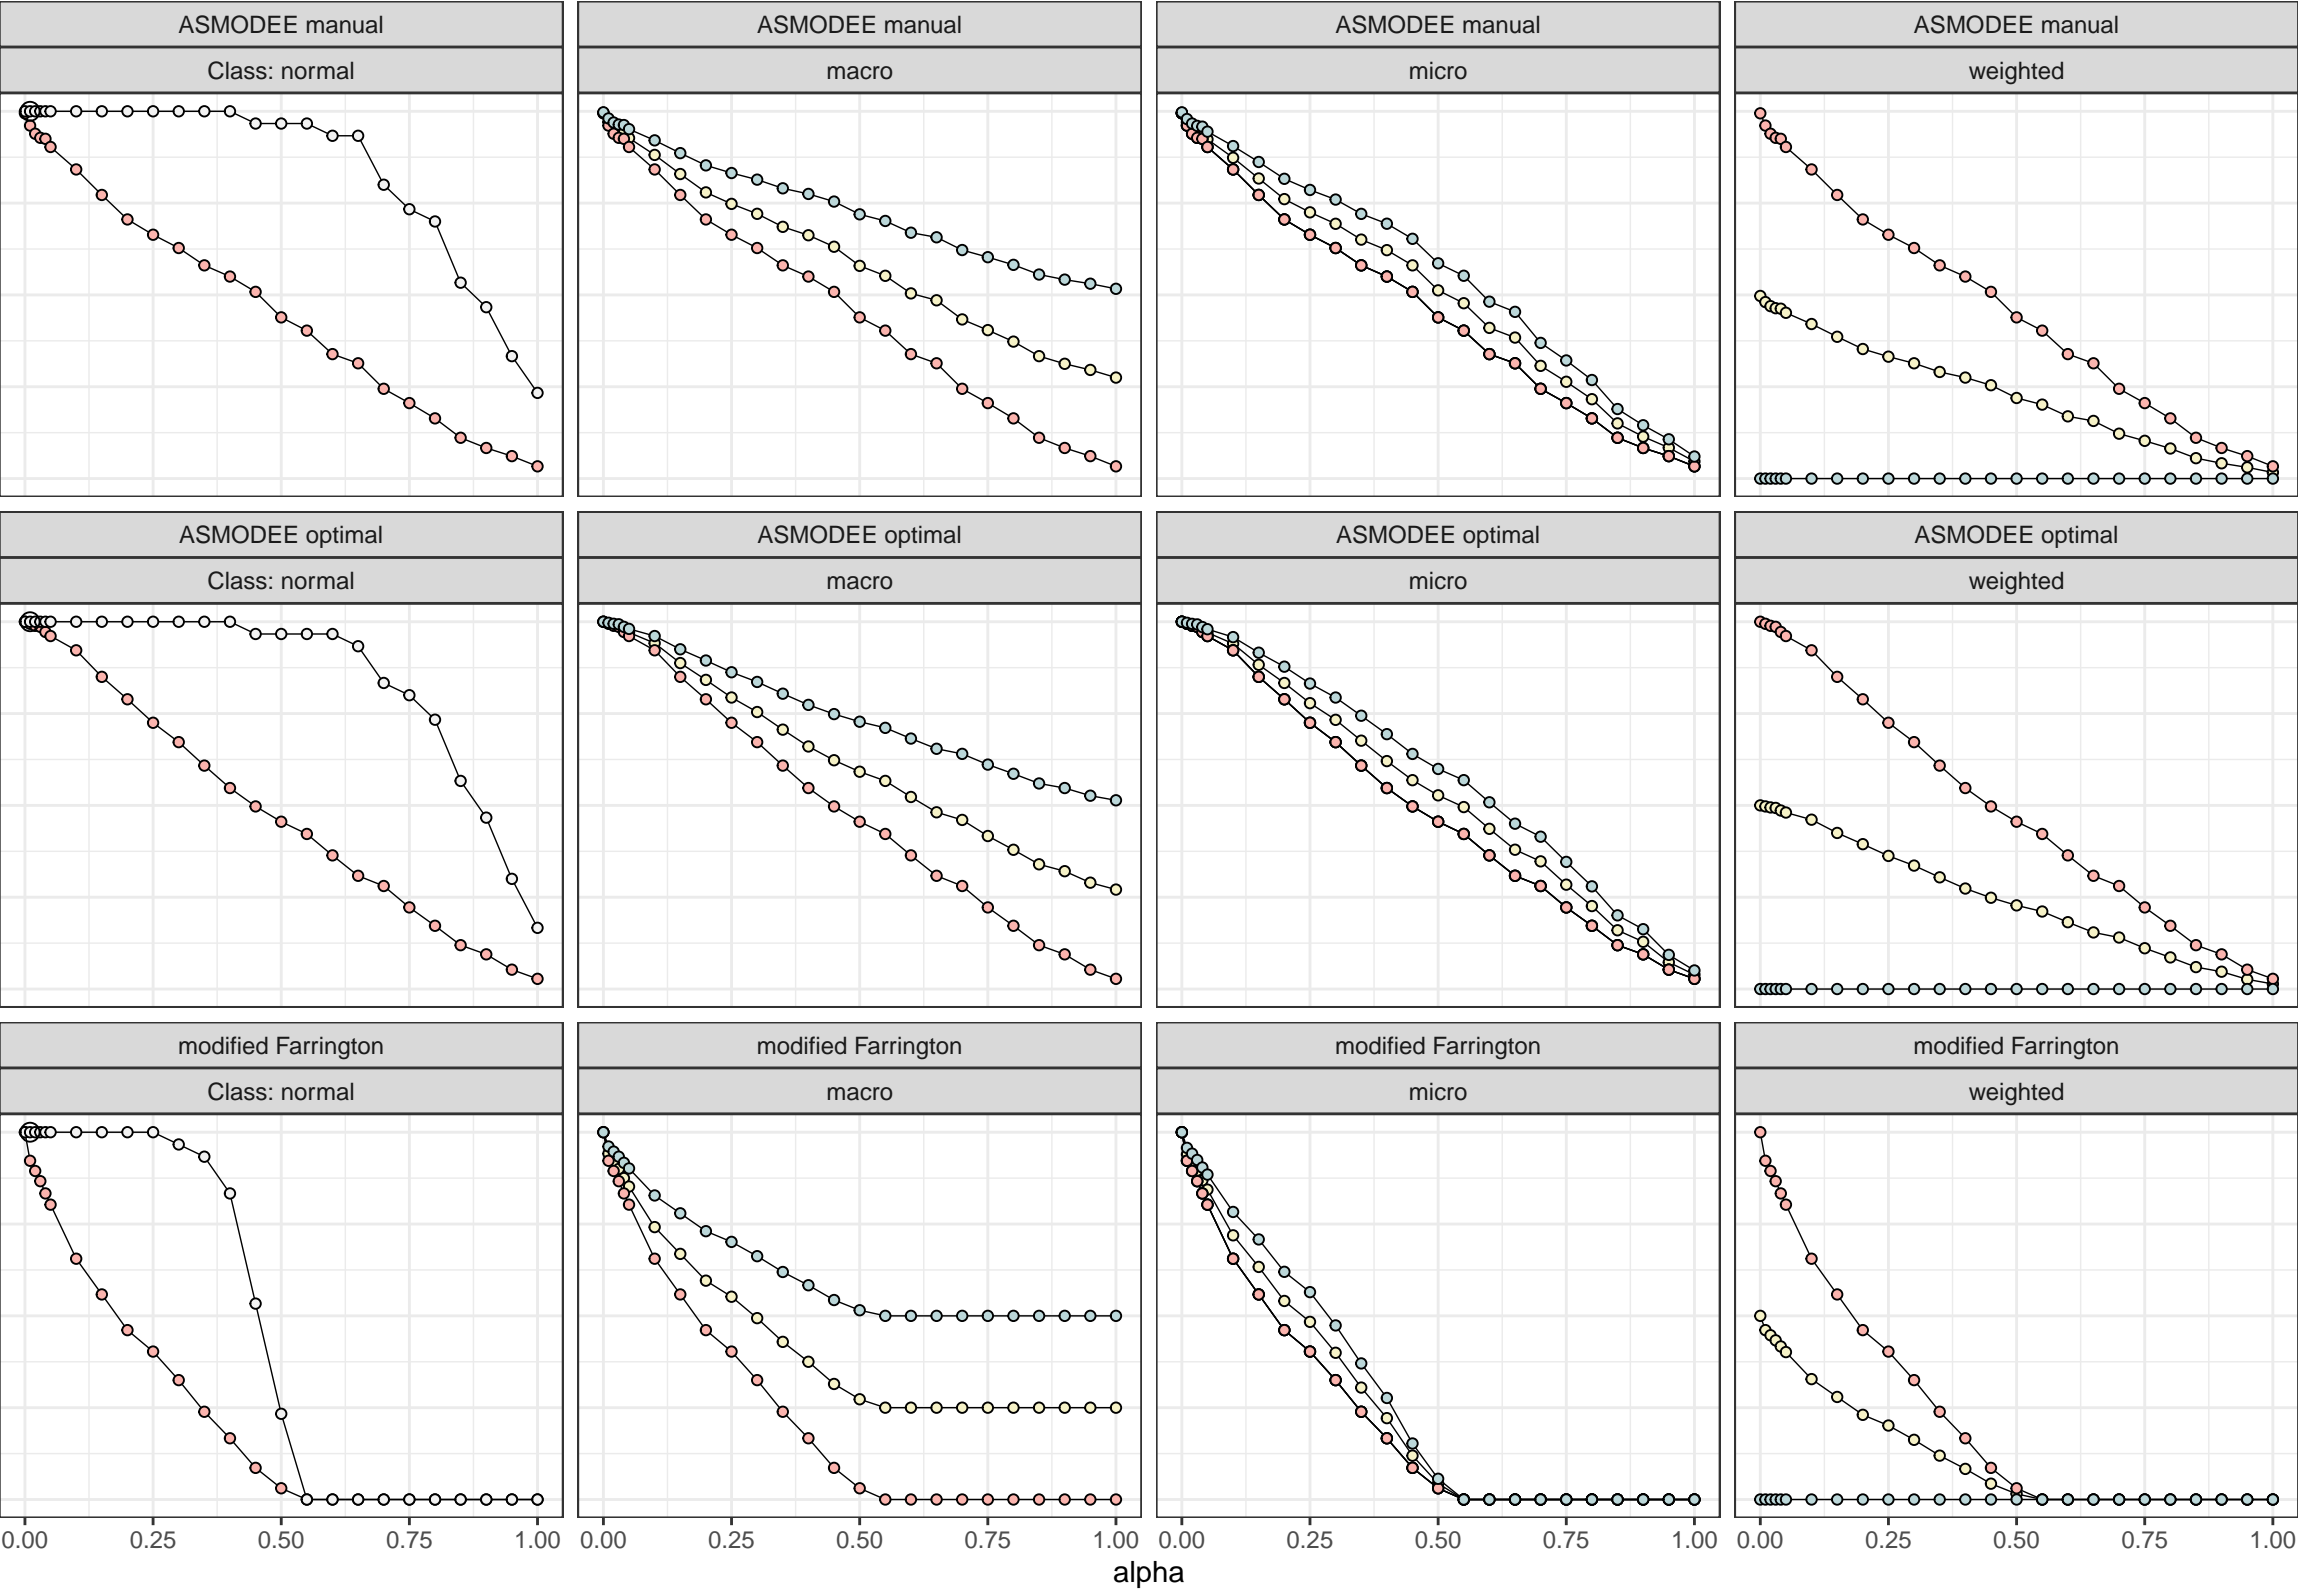 ASMODEE manual
ASMODEE manual
ASMODEE manual
ASMODEE manual
Class: normal
macro
micro
weighted
ASMODEE optimal
ASMODEE optimal
ASMODEE optimal
ASMODEE optimal
Class: normal
macro
micro
weighted
modified Farrington
modified Farrington
modified Farrington
modified Farrington
Class: normal
macro
micro
weighted
0.00 0.25 0.50 0.75 1.00
0.00 0.25 0.50 0.75 1.00
0.00 0.25 0.50 0.75 1.00
0.00 0.25 0.50 0.75 1.00
alpha